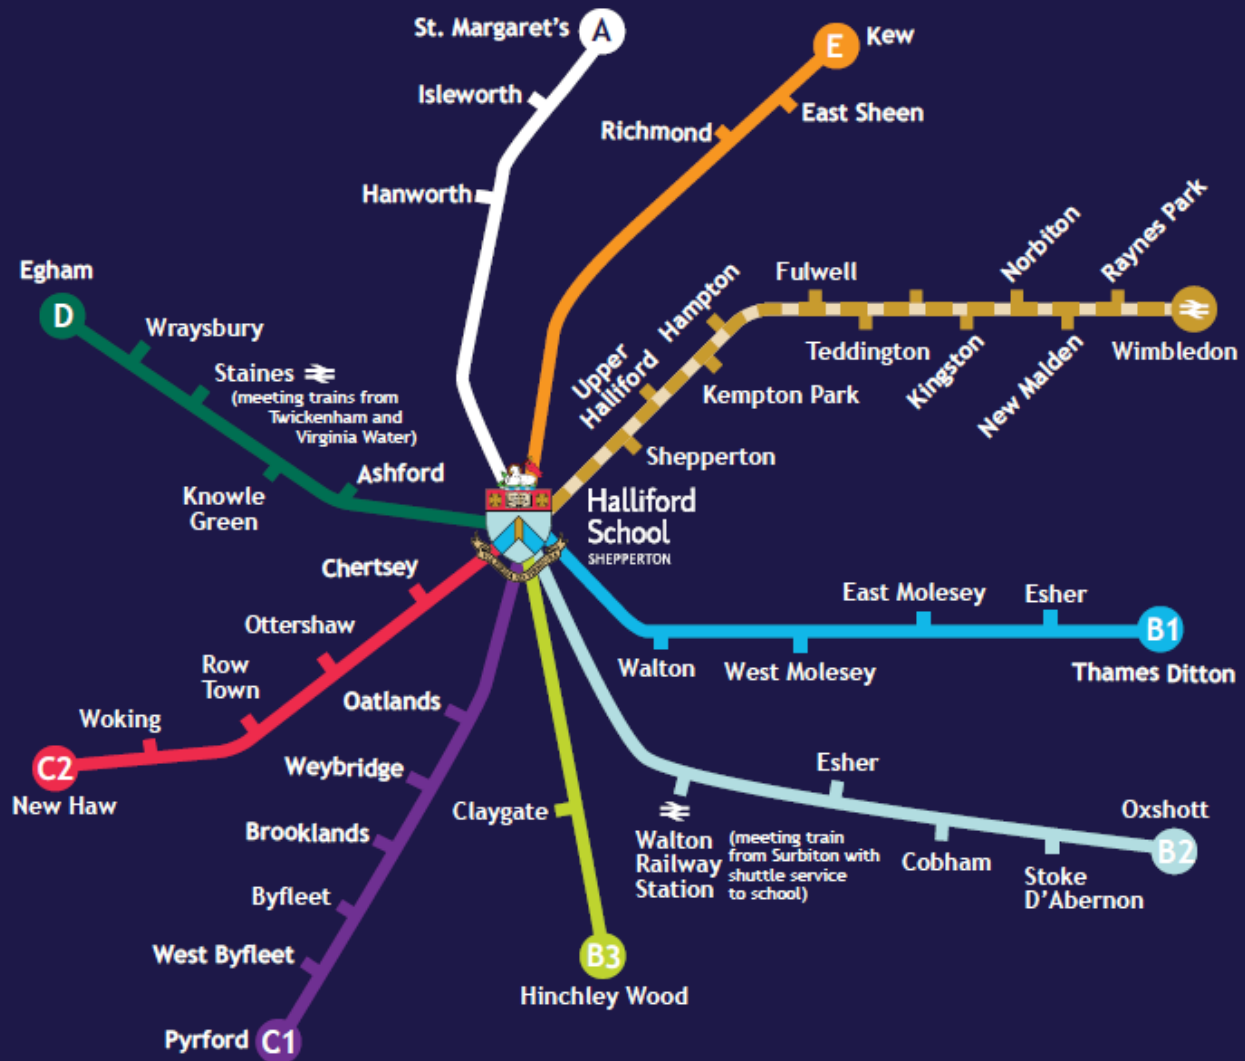 St. Margaret's
A
E
Kew
Isleworth
East Sheen
Richmond
Hanworth
Egham
D
Wraysbury
Staines
(meeting trains from
Twickenham and
Virginia Water)
Knowle
Green
Ashford
Fulwell
Norbiton
Raynes Park
Hampton
Upper
Halliford
Teddington
Kingston
New Malden
Wimbledon
Kempton Park
Shepperton
Halliford
School
SHEPPERTON
Chertsey
Ottershaw
Row
Town
Woking
C2
New Haw
East Molesey
Esher
B1
Walton
West Molesey
Thames Ditton
Oatlands
Weybridge
Brooklands
Byfleet
West Byfleet
Pyrford
C1
Claygate
B3
Hinchley Wood
Esher
Oxshott
B2
Walton
Railway
Station
(meeting train
from Surbiton with
shuttle service
to school)
Cobham
Stoke
D'Abernon